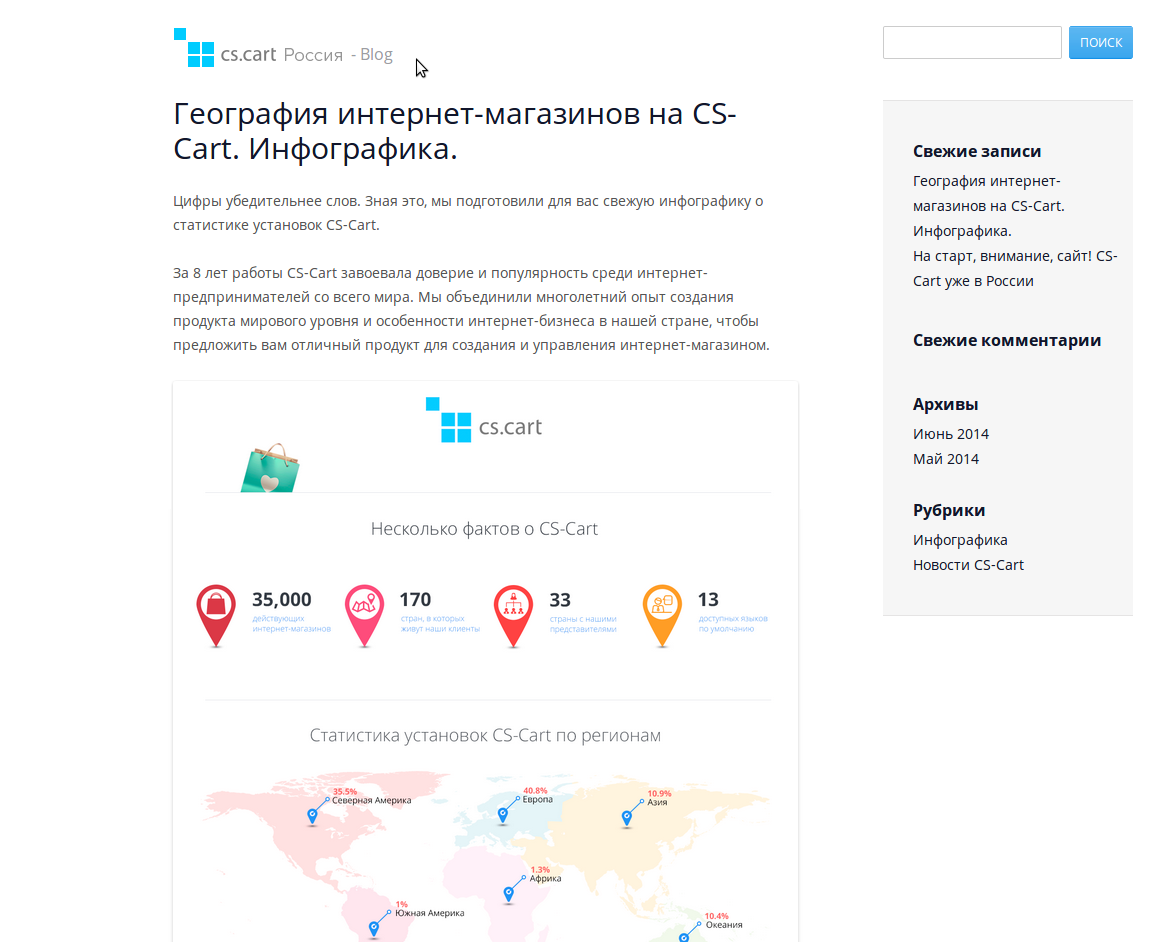 cs.cart Россия - Blog
ПОИСК
География интернет-магазинов на CS-
Cart. Инфографика.
Цифры убедительнее слов. Зная это, мы подготовили для вас свежую инфографику о
статистике установок CS-Cart.
За 8 лет работы CS-Cart завоевала доверие и популярность среди интернет-
предпринимателей со всего мира. Мы объединили многолетний опыт создания
продукта мирового уровня и особенности интернет-бизнеса в нашей стране, чтобы
предложить вам отличный продукт для создания и управления интернет-магазином.
cs.cart
Несколько фактов о CS-Cart
35,000
действующих
интернет-магазинов
170
стран, в которых
живут наши клиенты
33
страны с нашими
представителями
13
доступных языков
по умолчанию
Статистика установок CS-Cart по регионам
35.5%
Северная Америка
40.8%
Европа
10.9%
Азия
1.3%
Африка
1%
Южная Америка
10.4%
Океания
Свежие записи
География интернет-
магазинов на CS-Cart.
Инфографика.
На старт, внимание, сайт! CS-
Cart уже в России
Свежие комментарии
Архивы
Июнь 2014
Май 2014
Рубрики
Инфографика
Новости CS-Cart